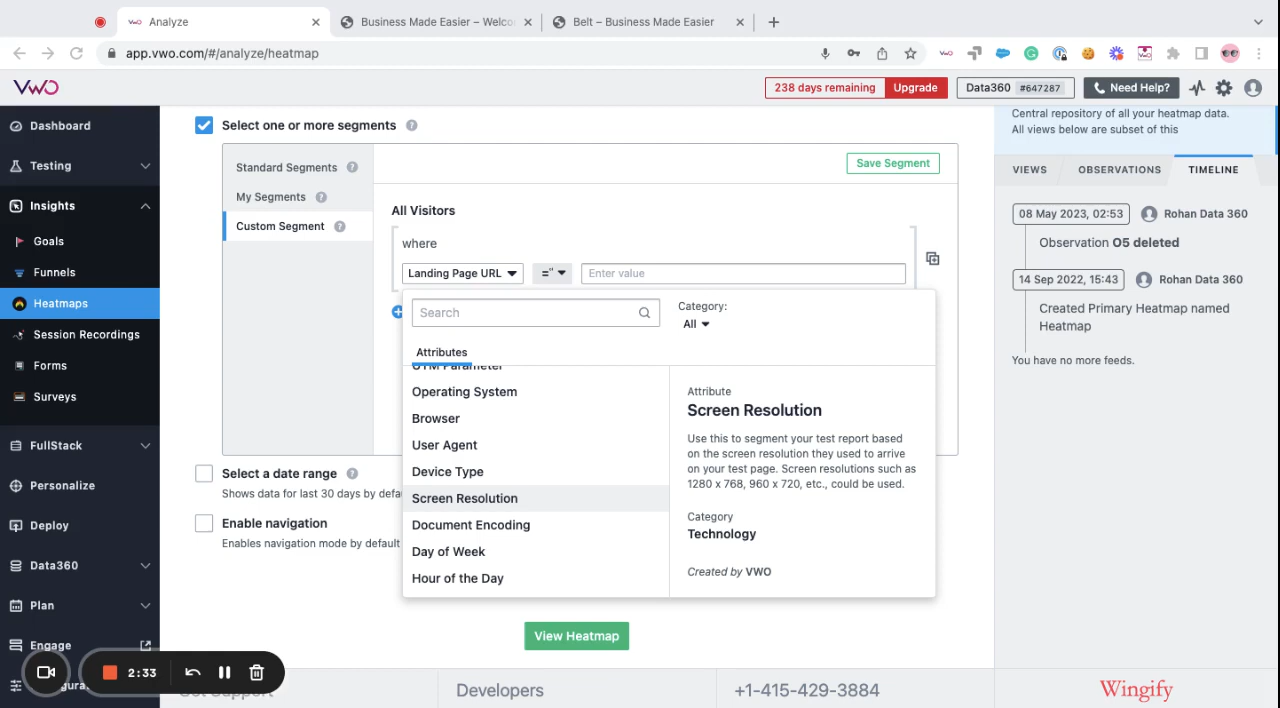 Analyze
Business Made Easier – Welco
Belt – Business Made Easier
app.vwo.com/#/analyze/heatmap
VWO
238 days remaining
Upgrade
Data360 #647287
Need Help?
Dashboard
Testing
Insights
Goals
Funnels
Heatmaps
Session Recordings
Forms
Surveys
FullStack
Personalize
Deploy
Data360
Plan
Engage
2:33
Select one or more segments
Standard Segments
My Segments
Custom Segment
Save Segment
All Visitors
where
Landing Page URL
="
Enter value
Search
Category:
All
Attributes
UTM Parameter
Operating System
Browser
User Agent
Device Type
Screen Resolution
Document Encoding
Day of Week
Hour of the Day
Attribute
Screen Resolution
Use this to segment your test report based
on the screen resolution they used to arrive
on your test page. Screen resolutions such as
1280 x 768, 960 x 720, etc., could be used.
Category
Technology
Created by VWO
Select a date range
Shows data for last 30 days by defa
Enable navigation
Enables navigation mode by default
View Heatmap
Central repository of all your heatmap data.
All views below are subset of this
VIEWS
OBSERVATIONS
TIMELINE
08 May 2023, 02:53
Rohan Data 360
Observation O5 deleted
14 Sep 2022, 15:43
Rohan Data 360
Created Primary Heatmap named
Heatmap
You have no more feeds.
Get Support
Developers
+1-415-429-3884
Wingify